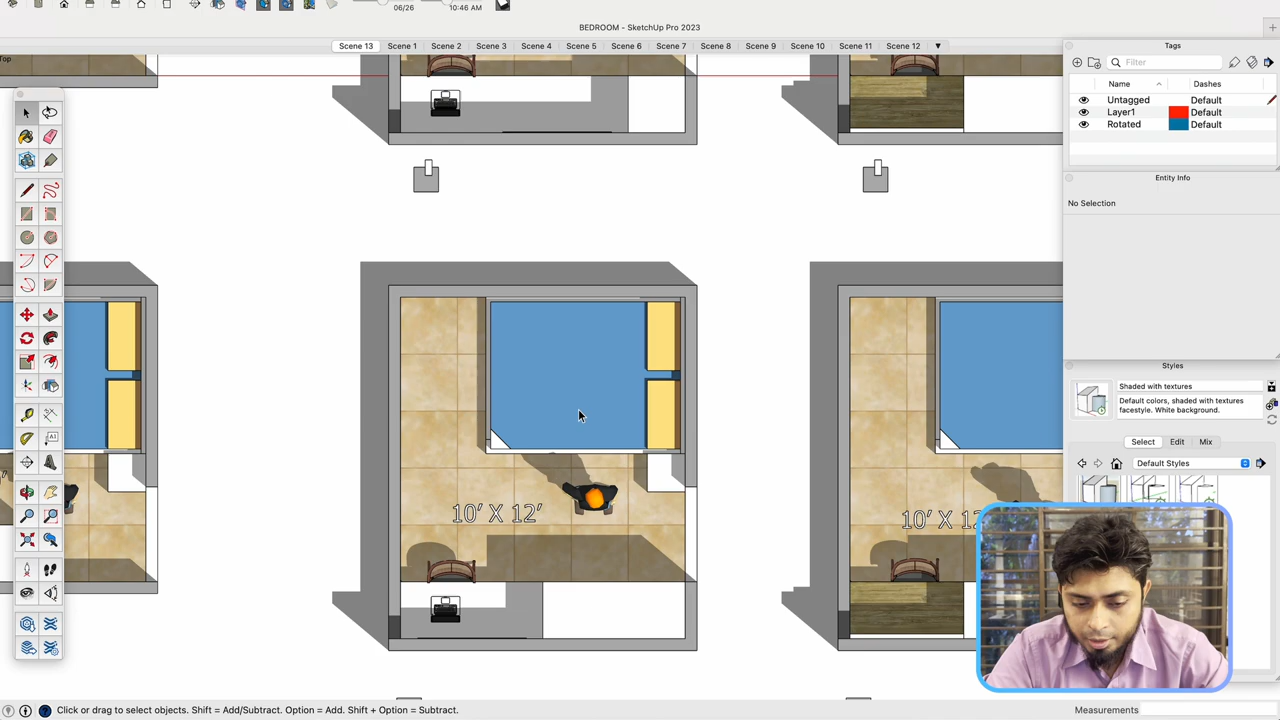 06/26
10:46 AM
BEDROOM - SketchUp Pro 2023
Scene 13 Scene 1 Scene 2 Scene 3 Scene 4 Scene 5 Scene 6 Scene 7 Scene 8 Scene 9 Scene 10 Scene 11 Scene 12
Tags
Top
Filter
Name Dashes
Untagged Default
Layer1 Default
Rotated Default
Entity Info
No Selection
Styles
Shaded with textures
Default colors, shaded with textures
facestyle. White background.
Select Edit Mix
Default Styles
10' X 12'
10' X 12
Click or drag to select objects. Shift = Add/Subtract. Option = Add. Shift + Option = Subtract.
Measurements